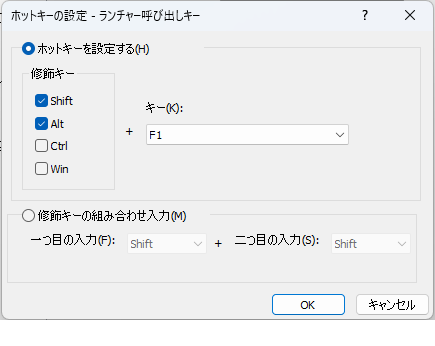 ホットキーの設定 - ランチャー呼び出しキー
ホットキーを設定する(H)
修飾キー
Shift
Alt
Ctrl
Win
+
キー(K):
F1
修飾キーの組み合わせ入力(M)
一つ目の入力(F): Shift + 二つ目の入力(S): Shift
OK キャンセル